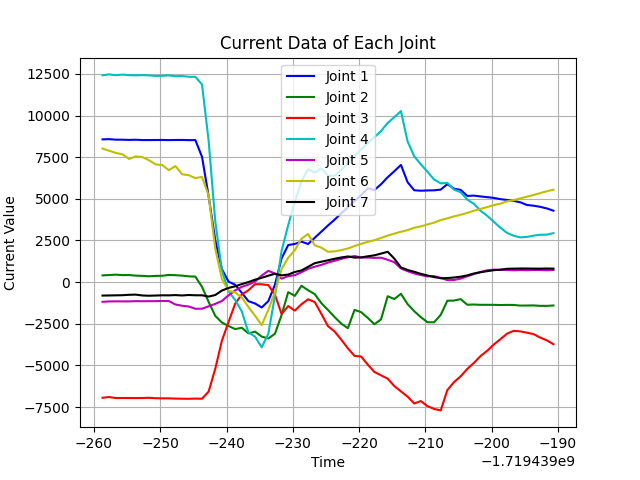 Current Data of Each Joint
12500
10000
7500
5000
2500
0
−2500
−5000
−7500
Current Value
Joint 1
Joint 2
Joint 3
Joint 4
Joint 5
Joint 6
Joint 7
−260 −250 −240 −230 −220 −210 −200 −190
Time
−1.719439e9